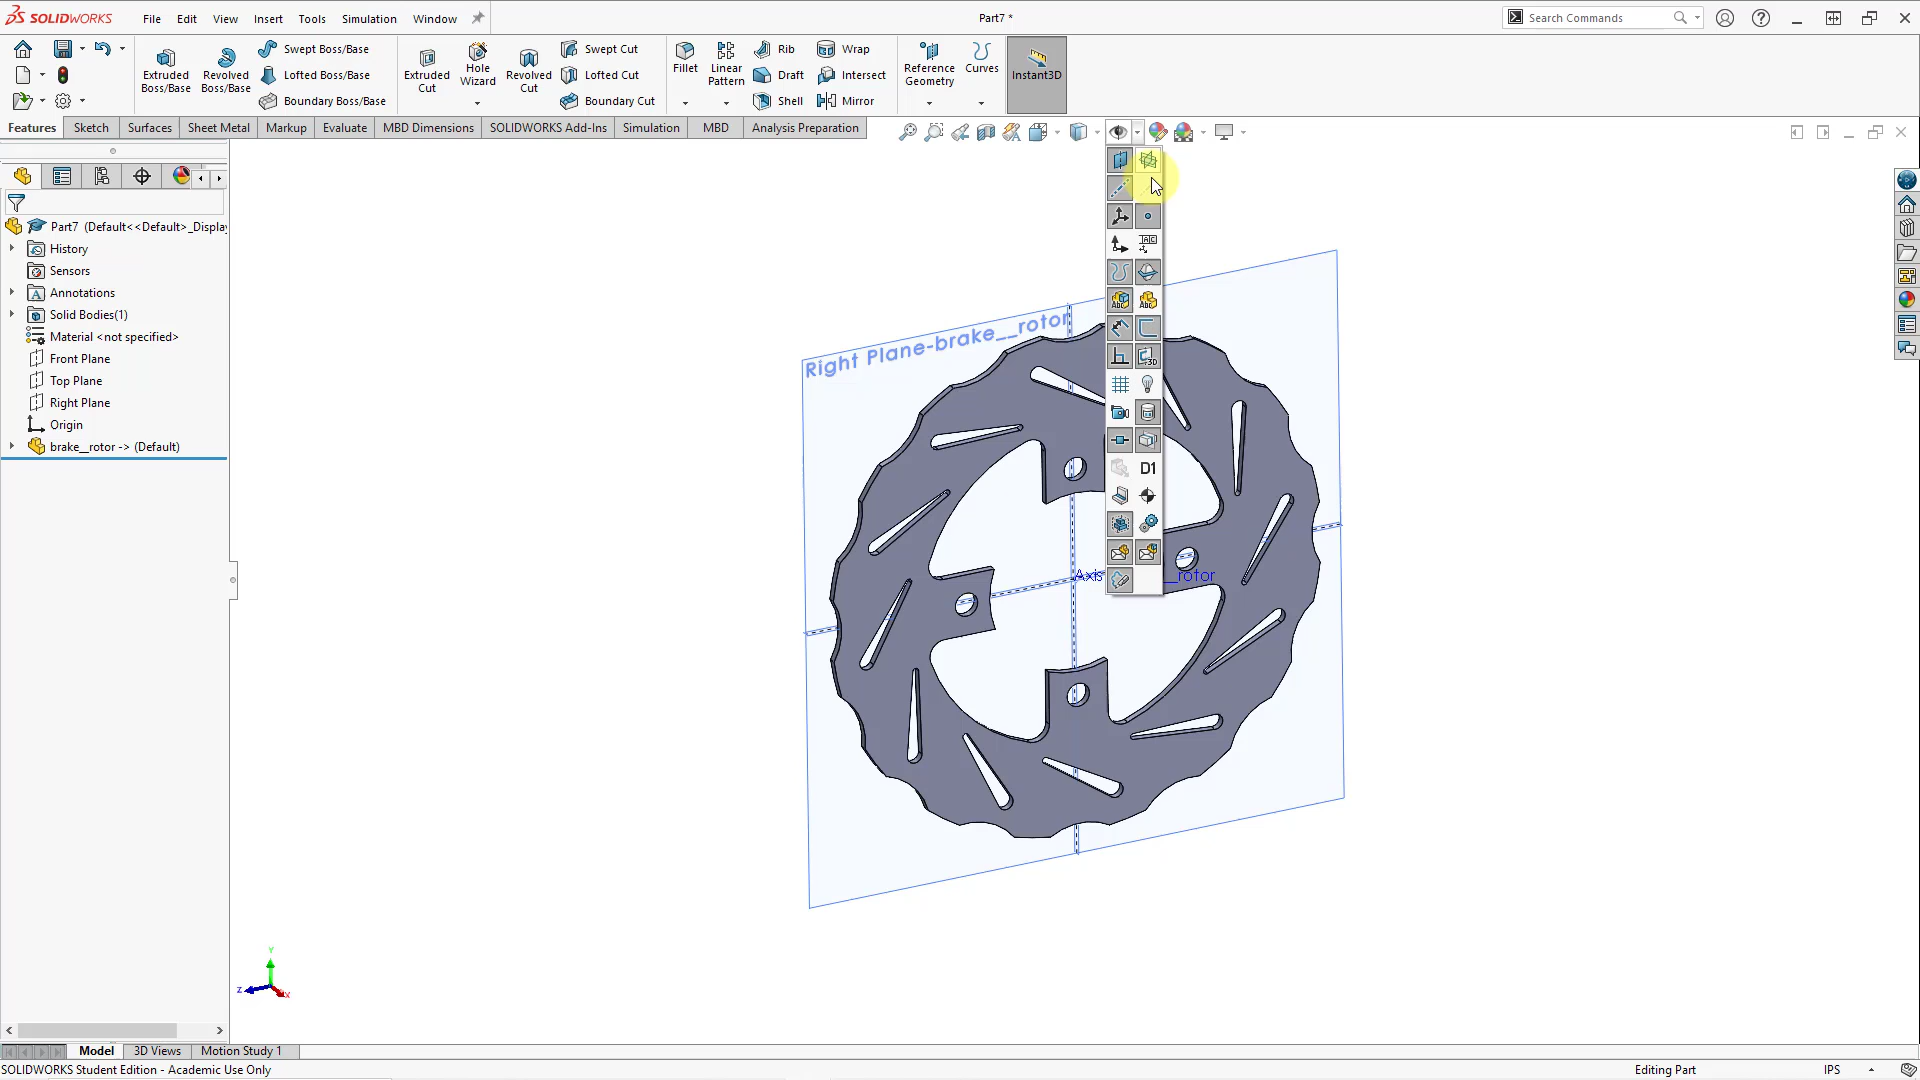 SOLIDWORKS File Edit View Insert Tools Simulation Window Part7 * Search Commands
Extruded Boss/Base
Revolved Boss/Base
Swept Boss/Base
Lofted Boss/Base
Boundary Boss/Base
Extruded Cut
Hole Wizard
Revolved Cut
Swept Cut
Lofted Cut
Boundary Cut
Fillet
Linear Pattern
Rib
Draft
Shell
Wrap
Intersect
Mirror
Reference Geometry
Curves
Instant3D
Features Sketch Surfaces Sheet Metal Markup Evaluate MBD Dimensions SOLIDWORKS Add-Ins Simulation MBD Analysis Preparation
Part7 (Default<<Default>_Display
History
Sensors
Annotations
Solid Bodies(1)
Material <not specified>
Front Plane
Top Plane
Right Plane
Origin
brake__rotor -> (Default)
Right Plane-brake__rotor
D1
Axis
__rotor
Y
Z
X
Model 3D Views Motion Study 1
SOLIDWORKS Student Edition - Academic Use Only Editing Part IPS